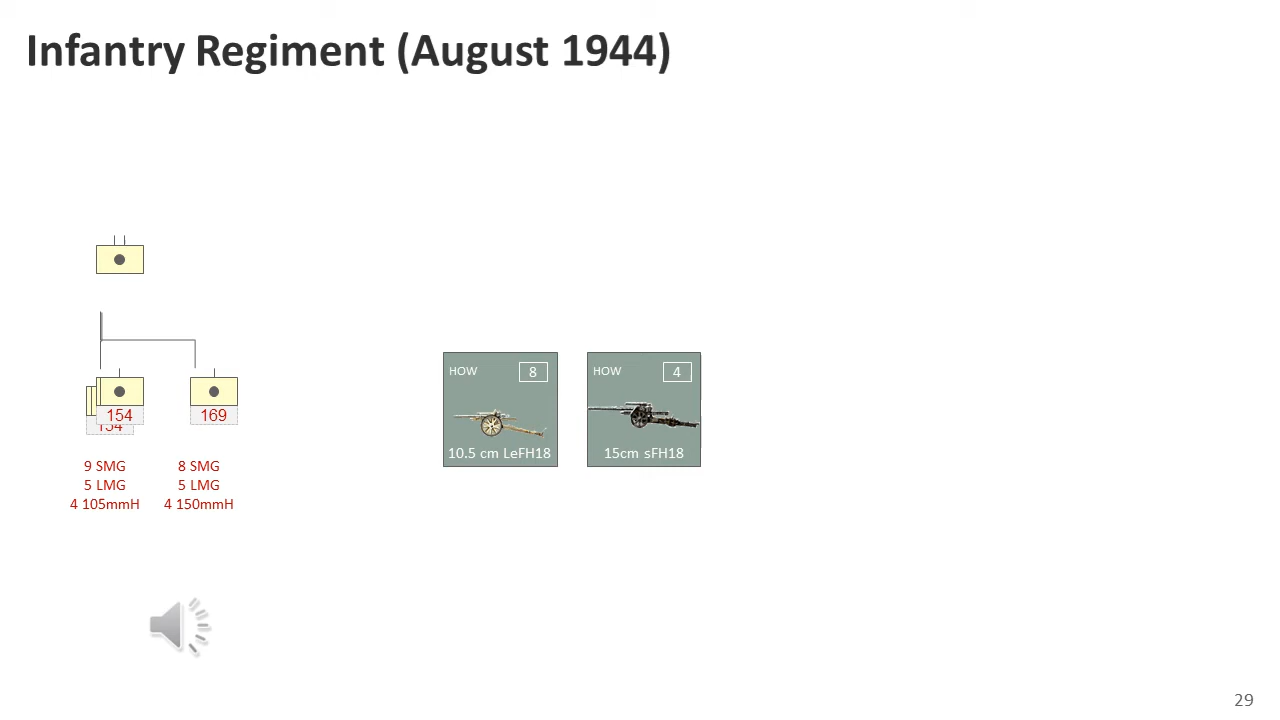 Infantry Regiment (August 1944)
HOW 8
10.5 cm LeFH18
HOW 4
15cm sFH18
154
154
169
9 SMG
5 LMG
4 105mmH
8 SMG
5 LMG
4 150mmH
29